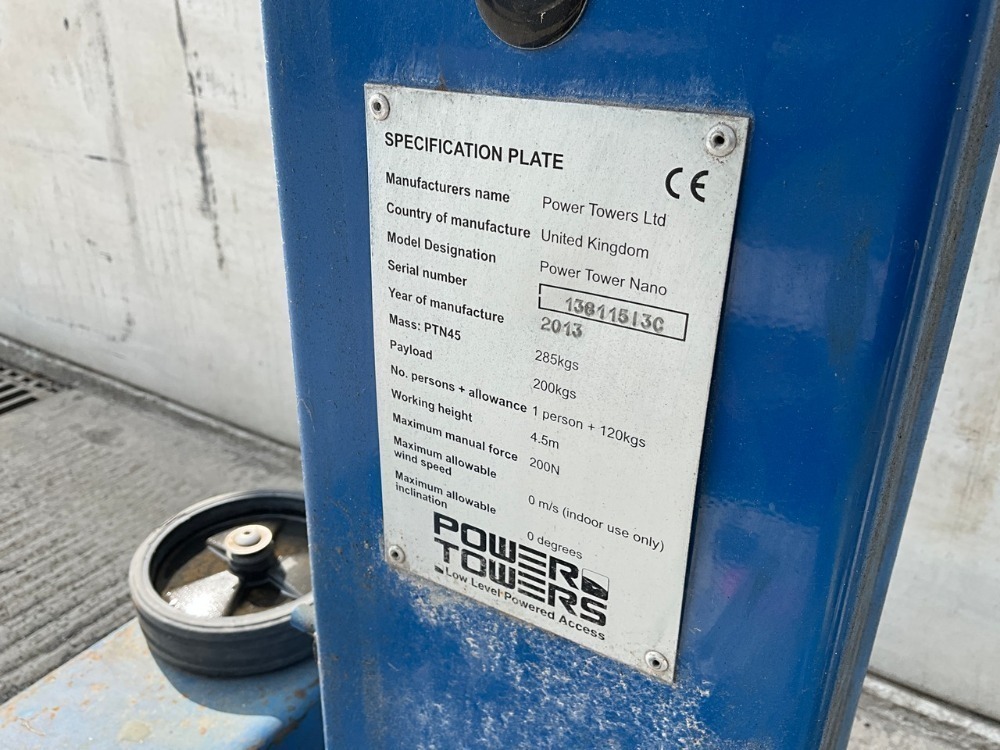 SPECIFICATION PLATE
CE
Manufacturers name Power Towers Ltd
Country of manufacture United Kingdom
Model Designation Power Tower Nano
Serial number 13811513C
Year of manufacture 2013
Mass: PTN45 285kgs
Payload 200kgs
No. persons + allowance 1 person + 120kgs
Working height 4.5m
Maximum manual force 200N
Maximum allowable
wind speed 0 m/s (indoor use only)
Maximum allowable
inclination 0 degrees
POWER
TOWERS
Low Level Powered Access